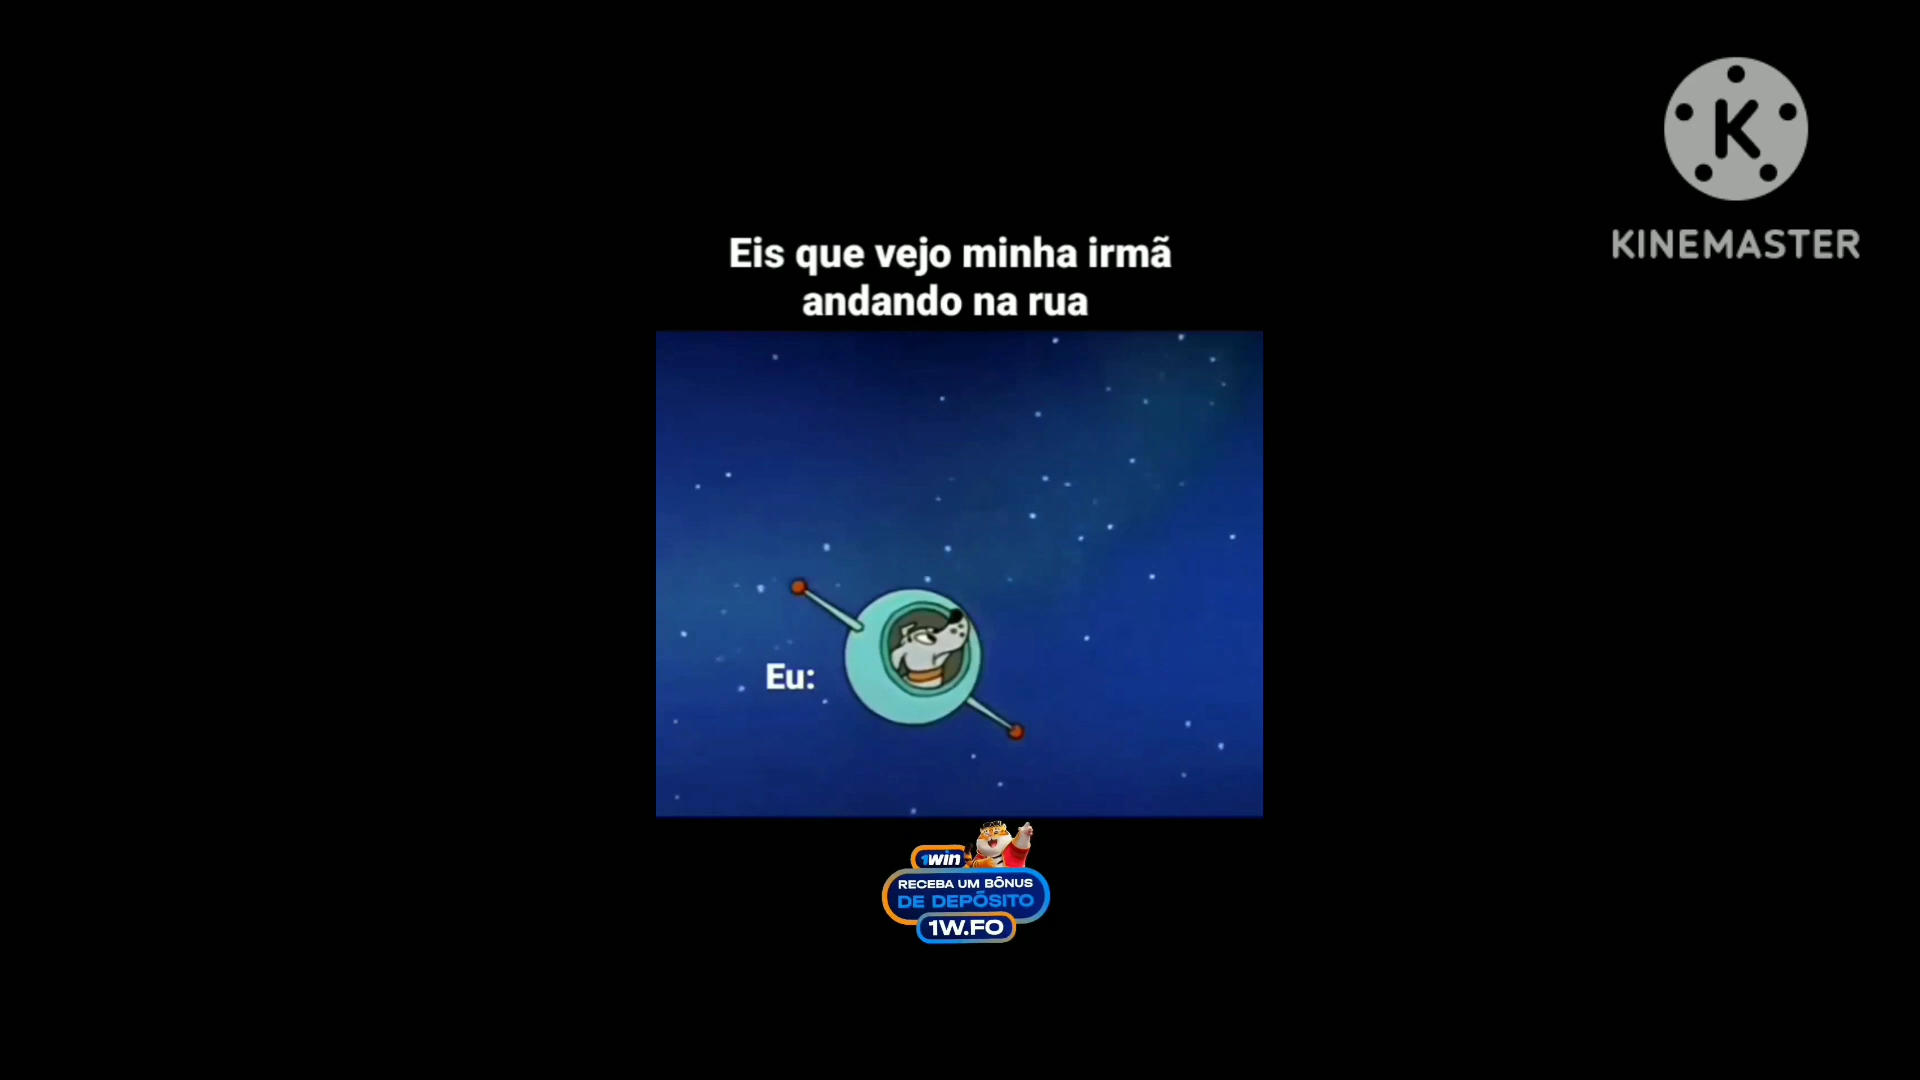 K
KINEMASTER
Eis que vejo minha irmã
andando na rua
Eu:
1win
RECEBA UM BÔNUS
DE DEPÓSITO
1W.FO